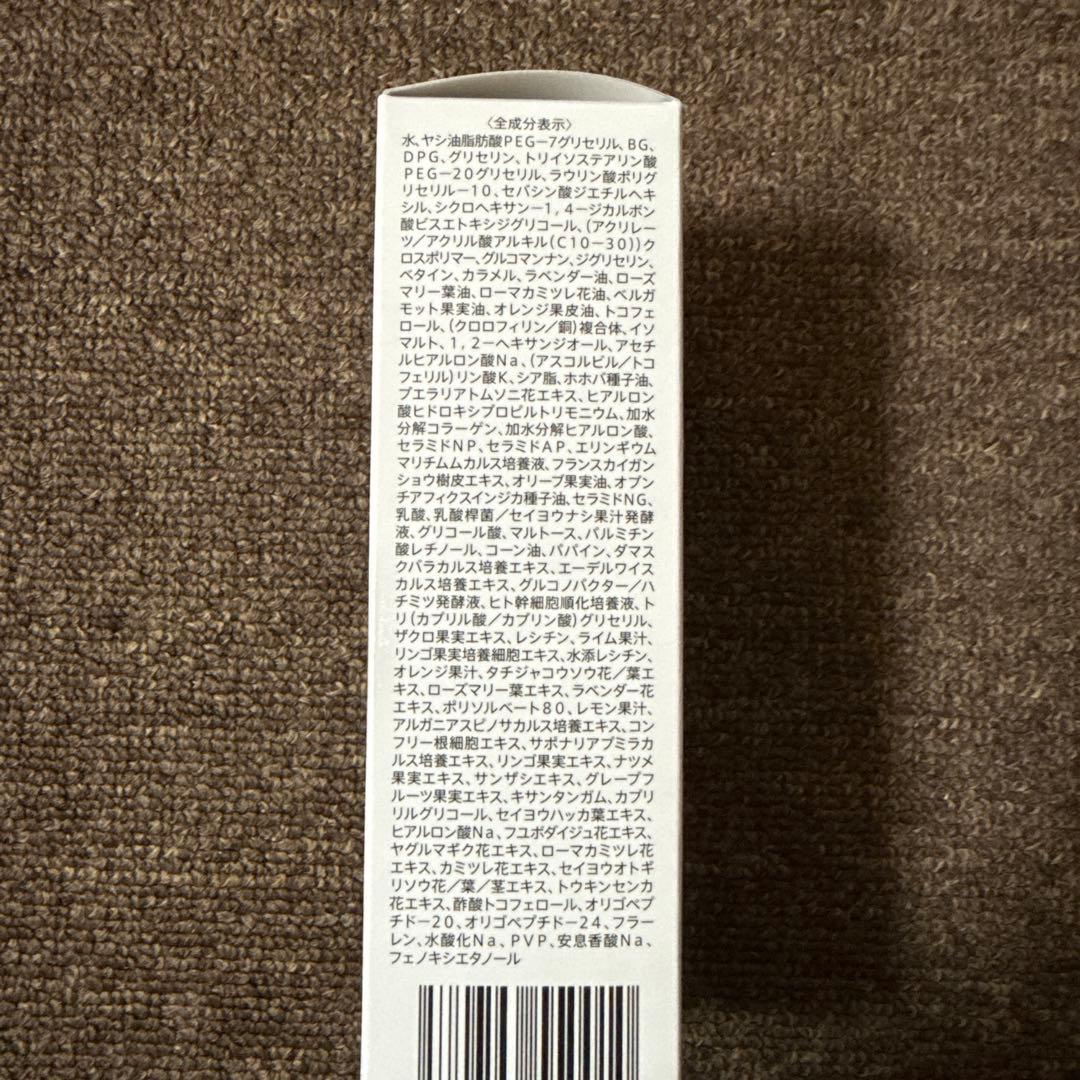 〈全成分表示〉
水、ヤシ油脂肪酸PEG－7グリセリル、BG、
DPG、グリセリン、トリイソステアリン酸
PEG－20グリセリル、ラウリン酸ポリグ
リセリル－10、セバシン酸ジエチルヘキ
シル、シクロヘキサン－1，4－ジカルボン
酸ビスエトキシジグリコール、（アクリレー
ツ／アクリル酸アルキル（C10－30））ク
ロスポリマー、グルコマンナン、ジグリセリン、
ベタイン、カラメル、ラベンダー油、ローズ
マリー葉油、ローマカミツレ花油、ベルガ
モット果実油、オレンジ果皮油、トコフェ
ロール、（クロロフィリン／銅）複合体、イソ
マルト、1，2－ヘキサンジオール、アセチ
ルヒアルロン酸Na、（アスコルビル／トコ
フェリル）リン酸K、シア脂、ホホバ種子油、
プエラリアトムソニ花エキス、ヒアルロン
酸ヒドロキシプロピルトリモニウム、加水
分解コラーゲン、加水分解ヒアルロン酸、
セラミドNP、セラミドAP、エリンギウム
マリチムムカルス培養液、フランスカイガン
ショウ樹皮エキス、オリーブ果実油、オプン
チアフィクスインジカ種子油、セラミドNG、
乳酸、乳酸桿菌／セイヨウナシ果汁発酵
液、グリコール酸、マルトース、パルミチン
酸レチノール、コーン油、パパイン、ダマス
クバラカルス培養エキス、エーデルワイス
カルス培養エキス、グルコノバクター／ハ
チミツ発酵液、ヒト幹細胞順化培養液、ト
リ（カプリル酸／カプリン酸）グリセリル、
ザクロ果実エキス、レシチン、ライム果汁、
リンゴ果実培養細胞エキス、水添レシチン、
オレンジ果汁、タチジャコウソウ花／葉エ
キス、ローズマリー葉エキス、ラベンダー花
エキス、ポリソルベート80、レモン果汁、
アルガニアスピノサカルス培養エキス、コン
フリー根細胞エキス、サポナリアプミラカ
ルス培養エキス、リンゴ果実エキス、ナツメ
果実エキス、サンザシエキス、グレープフ
ルーツ果実エキス、キサンタンガム、カプリ
リルグリコール、セイヨウハッカ葉エキス、
ヒアルロン酸Na、フユボダイジュ花エキス、
ヤグルマギク花エキス、ローマカミツレ花
エキス、カミツレ花エキス、セイヨウオトギ
リソウ花／葉／茎エキス、トウキンセンカ
花エキス、酢酸トコフェロール、オリゴペプ
チド－20、オリゴペプチド－24、フラー
レン、水酸化Na、PVP、安息香酸Na、
フェノキシエタノール